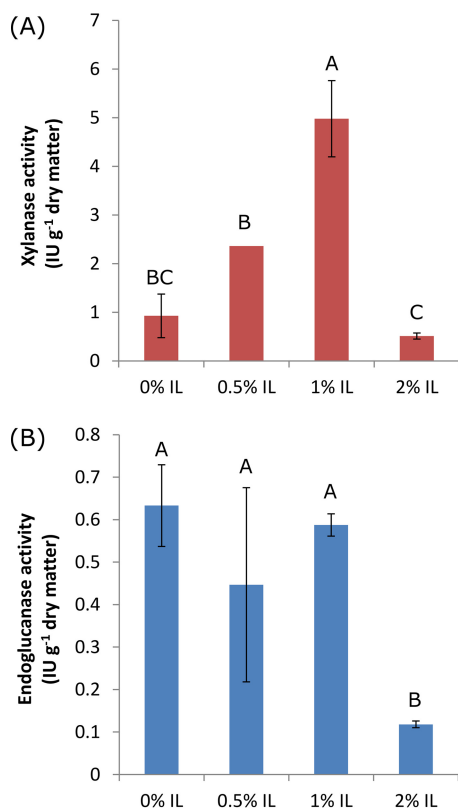 (A)
Xylanase activity
(IU g⁻¹ dry matter)
7
6
5
4
3
2
1
0
BC
B
A
C
0% IL
0.5% IL
1% IL
2% IL
(B)
Endoglucanase activity
(IU g⁻¹ dry matter)
0.8
0.7
0.6
0.5
0.4
0.3
0.2
0.1
0
A
A
A
B
0% IL
0.5% IL
1% IL
2% IL